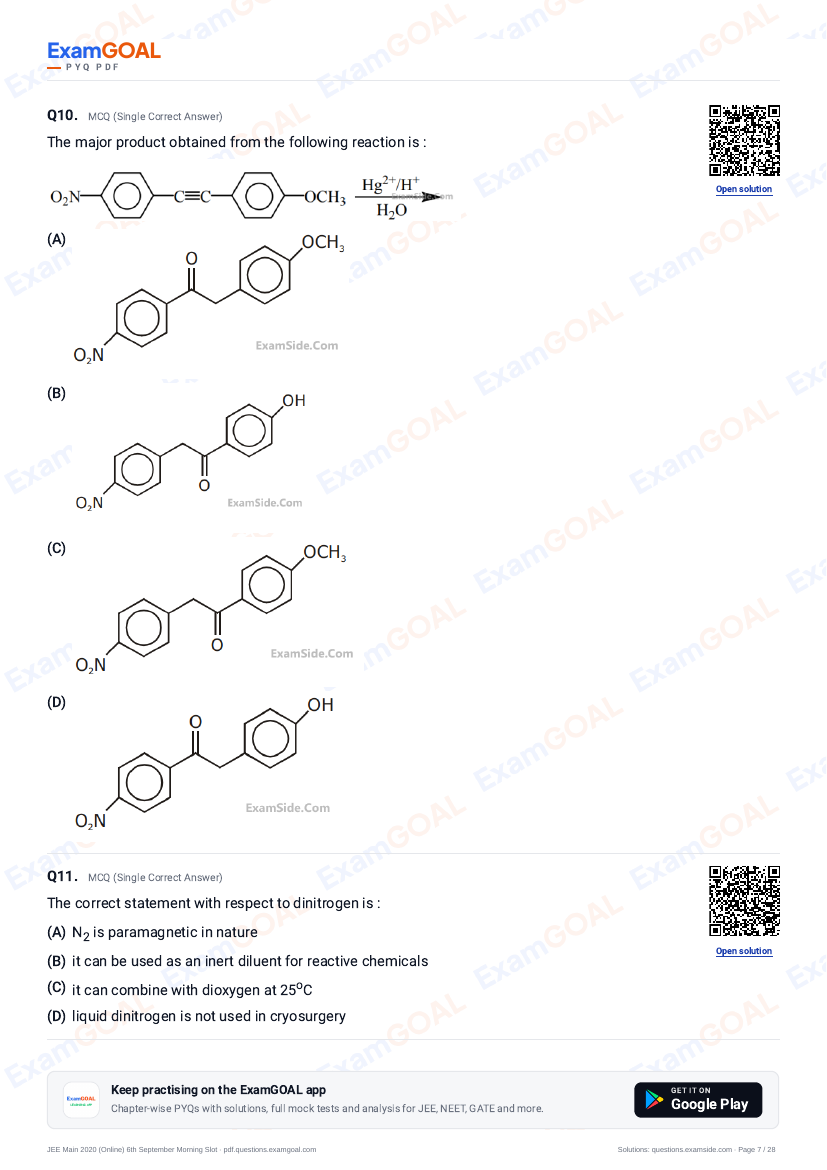 ExamGOAL
PYQ PDF
Q10. MCQ (Single Correct Answer)
The major product obtained from the following reaction is :
Open solution
O₂N C≡C OCH₃ Hg²⁺/H⁺
H₂O
ExamSide.Com
(A)
O OCH₃
O₂N
ExamSide.Com
(B)
OH
O
O₂N
ExamSide.Com
(C)
OCH₃
O
O₂N
ExamSide.Com
(D)
OH
O
O₂N
ExamSide.Com
Q11. MCQ (Single Correct Answer)
The correct statement with respect to dinitrogen is :
(A) N₂ is paramagnetic in nature
(B) it can be used as an inert diluent for reactive chemicals
Open solution
(C) it can combine with dioxygen at 25⁰C
(D) liquid dinitrogen is not used in cryosurgery
Keep practising on the ExamGOAL app
Chapter-wise PYQs with solutions, full mock tests and analysis for JEE, NEET, GATE and more.
ExamGOAL
GET IT ON
Google Play
JEE Main 2020 (Online) 6th September Morning Slot · pdf.questions.examgoal.com
Solutions: questions.examside.com · Page 7 / 28